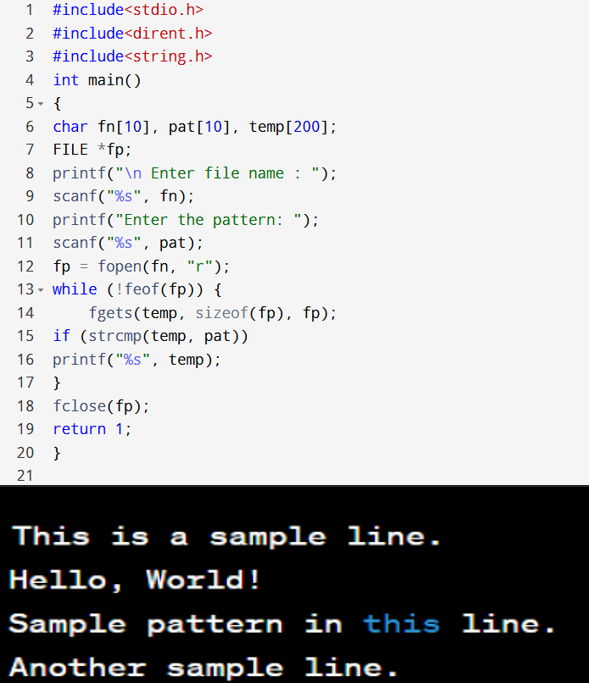 1 #include<stdio.h>
2 #include<dirent.h>
3 #include<string.h>
4 int main()
5 {
6 char fn[10], pat[10], temp[200];
7 FILE *fp;
8 printf("\n Enter file name : ");
9 scanf("%s", fn);
10 printf("Enter the pattern: ");
11 scanf("%s", pat);
12 fp = fopen(fn, "r");
13 while (!feof(fp)) {
14     fgets(temp, sizeof(fp), fp);
15 if (strcmp(temp, pat))
16 printf("%s", temp);
17 }
18 fclose(fp);
19 return 1;
20 }
21
This is a sample line.
Hello, World!
Sample pattern in this line.
Another sample line.